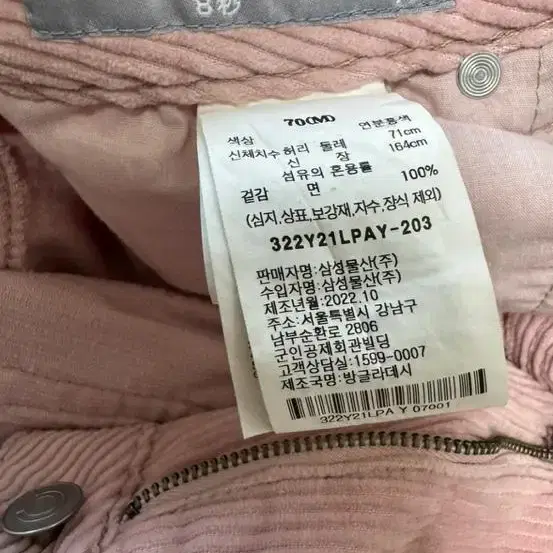 8秒
70(M)
색상 연분홍색
신체치수 허리 둘레 71cm
신 장 164cm
섬유의 혼용률
겉감 면 100%
(심지,상표,보강재,자수,장식 제외)
322Y21LPAY-203
판매자명:삼성물산(주)
수입자명:삼성물산(주)
제조년월:2022.10
주소:서울특별시 강남구
남부순환로 2806
군인공제회관빌딩
고객상담실:1599-0007
제조국명:방글라데시
322Y21LPA Y 07001